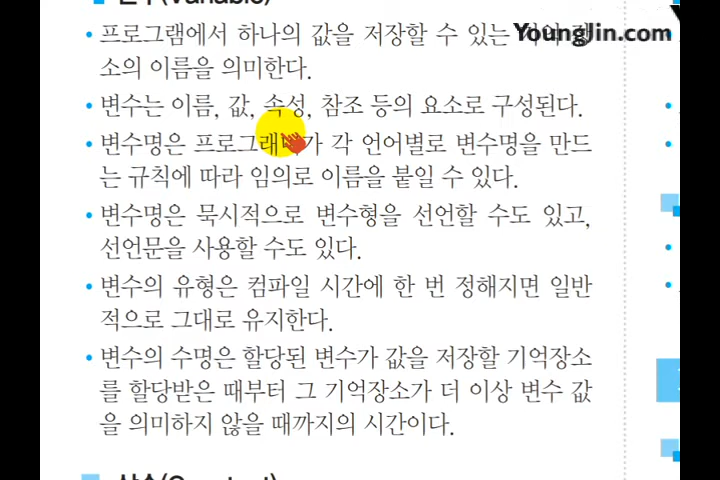 (Variable)
YoungJin.com
• 프로그램에서 하나의 값을 저장할 수 있는
소의 이름을 의미한다.
• 변수는 이름, 값, 속성, 참조 등의 요소로 구성된다.
• 변수명은 프로그래머가 각 언어별로 변수명을 만드
는 규칙에 따라 임의로 이름을 붙일 수 있다.
• 변수명은 묵시적으로 변수형을 선언할 수도 있고,
선언문을 사용할 수도 있다.
• 변수의 유형은 컴파일 시간에 한 번 정해지면 일반
적으로 그대로 유지한다.
• 변수의 수명은 할당된 변수가 값을 저장할 기억장소
를 할당받은 때부터 그 기억장소가 더 이상 변수 값
을 의미하지 않을 때까지의 시간이다.
상수(Constant)